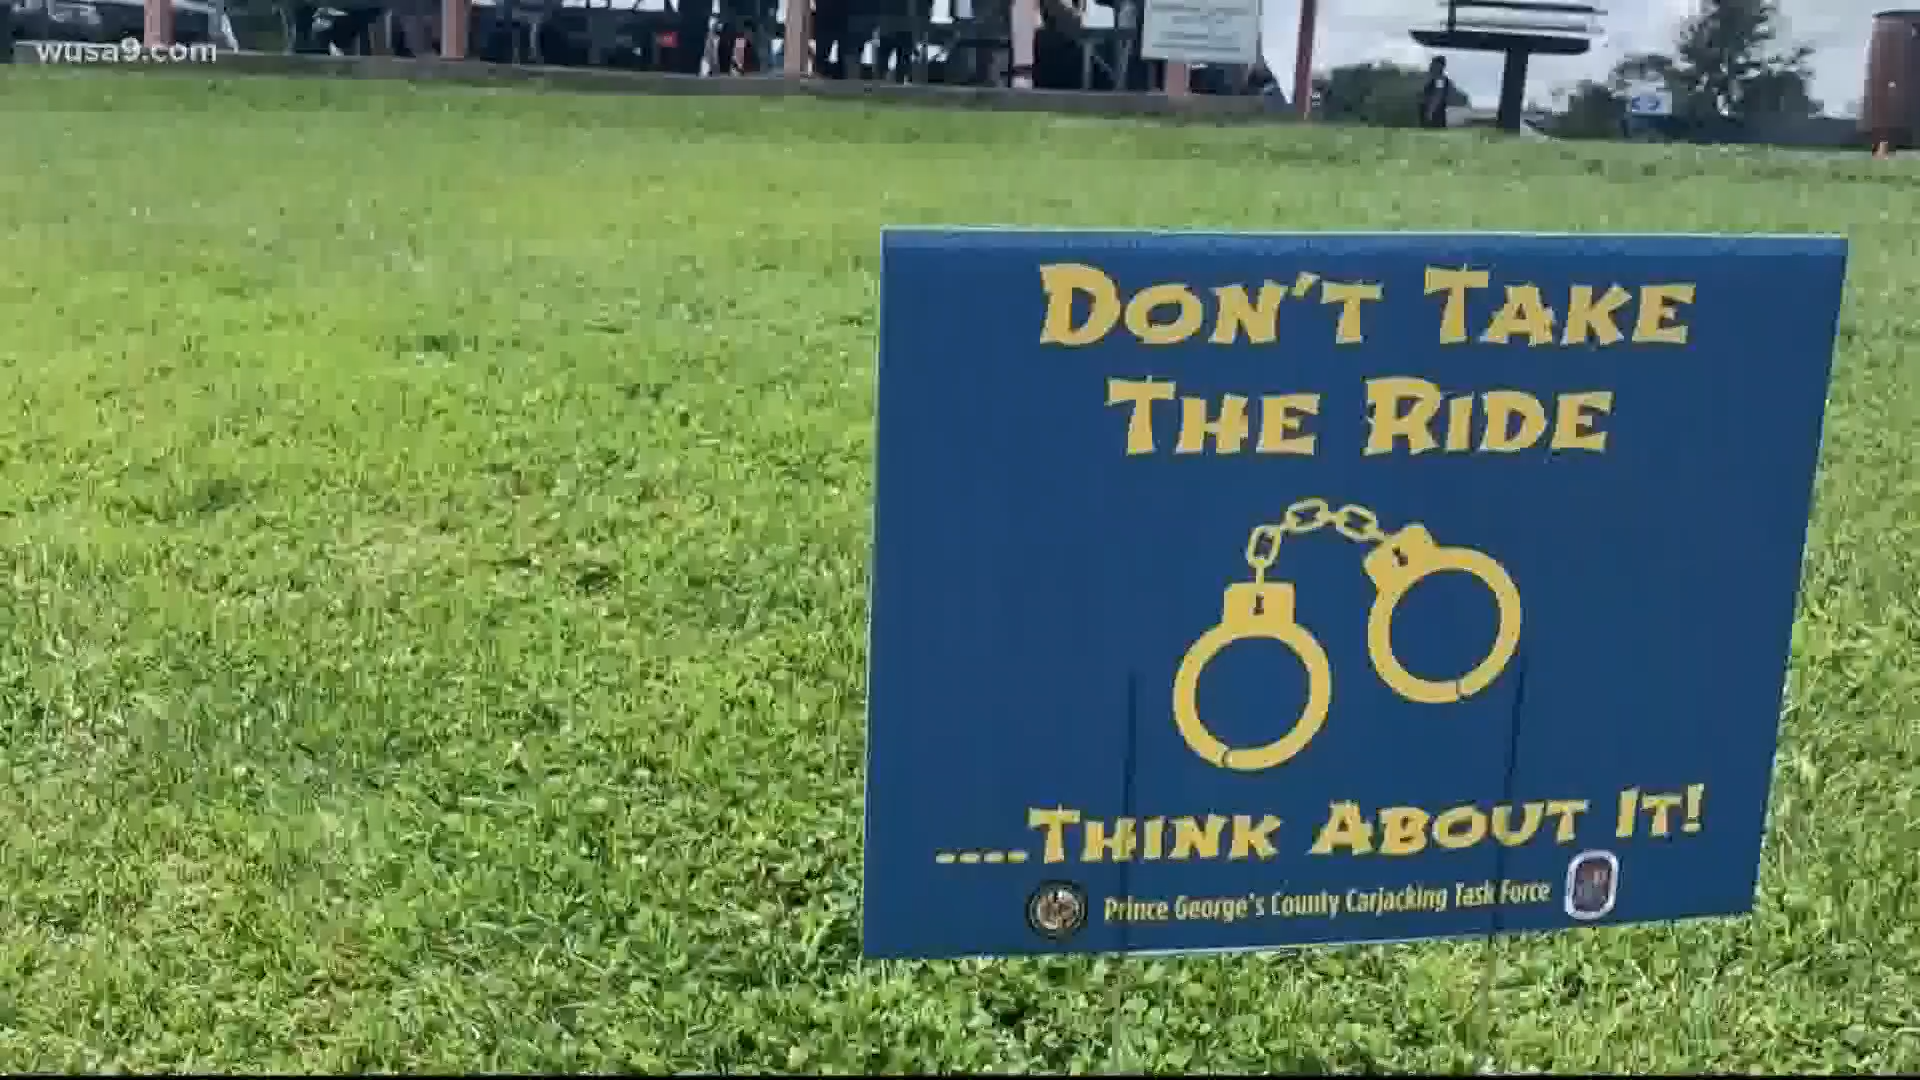 wusa9.com
DON'T TAKE
THE RIDE
....THINK ABOUT IT!
Prince George's County Carjacking Task Force